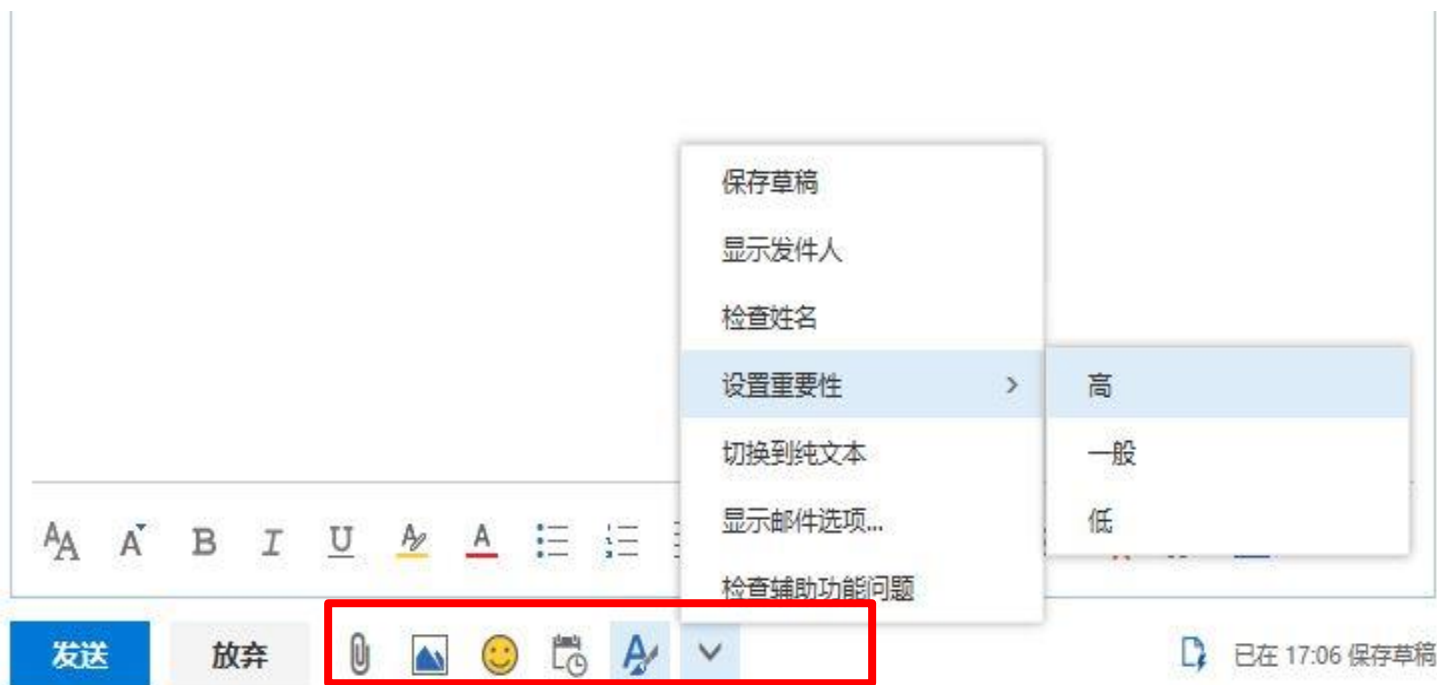 保存草稿
显示发件人
检查姓名
设置重要性
高
切换到纯文本
一般
显示邮件选项...
低
检查辅助功能问题
发送
放弃
已在 17:06 保存草稿